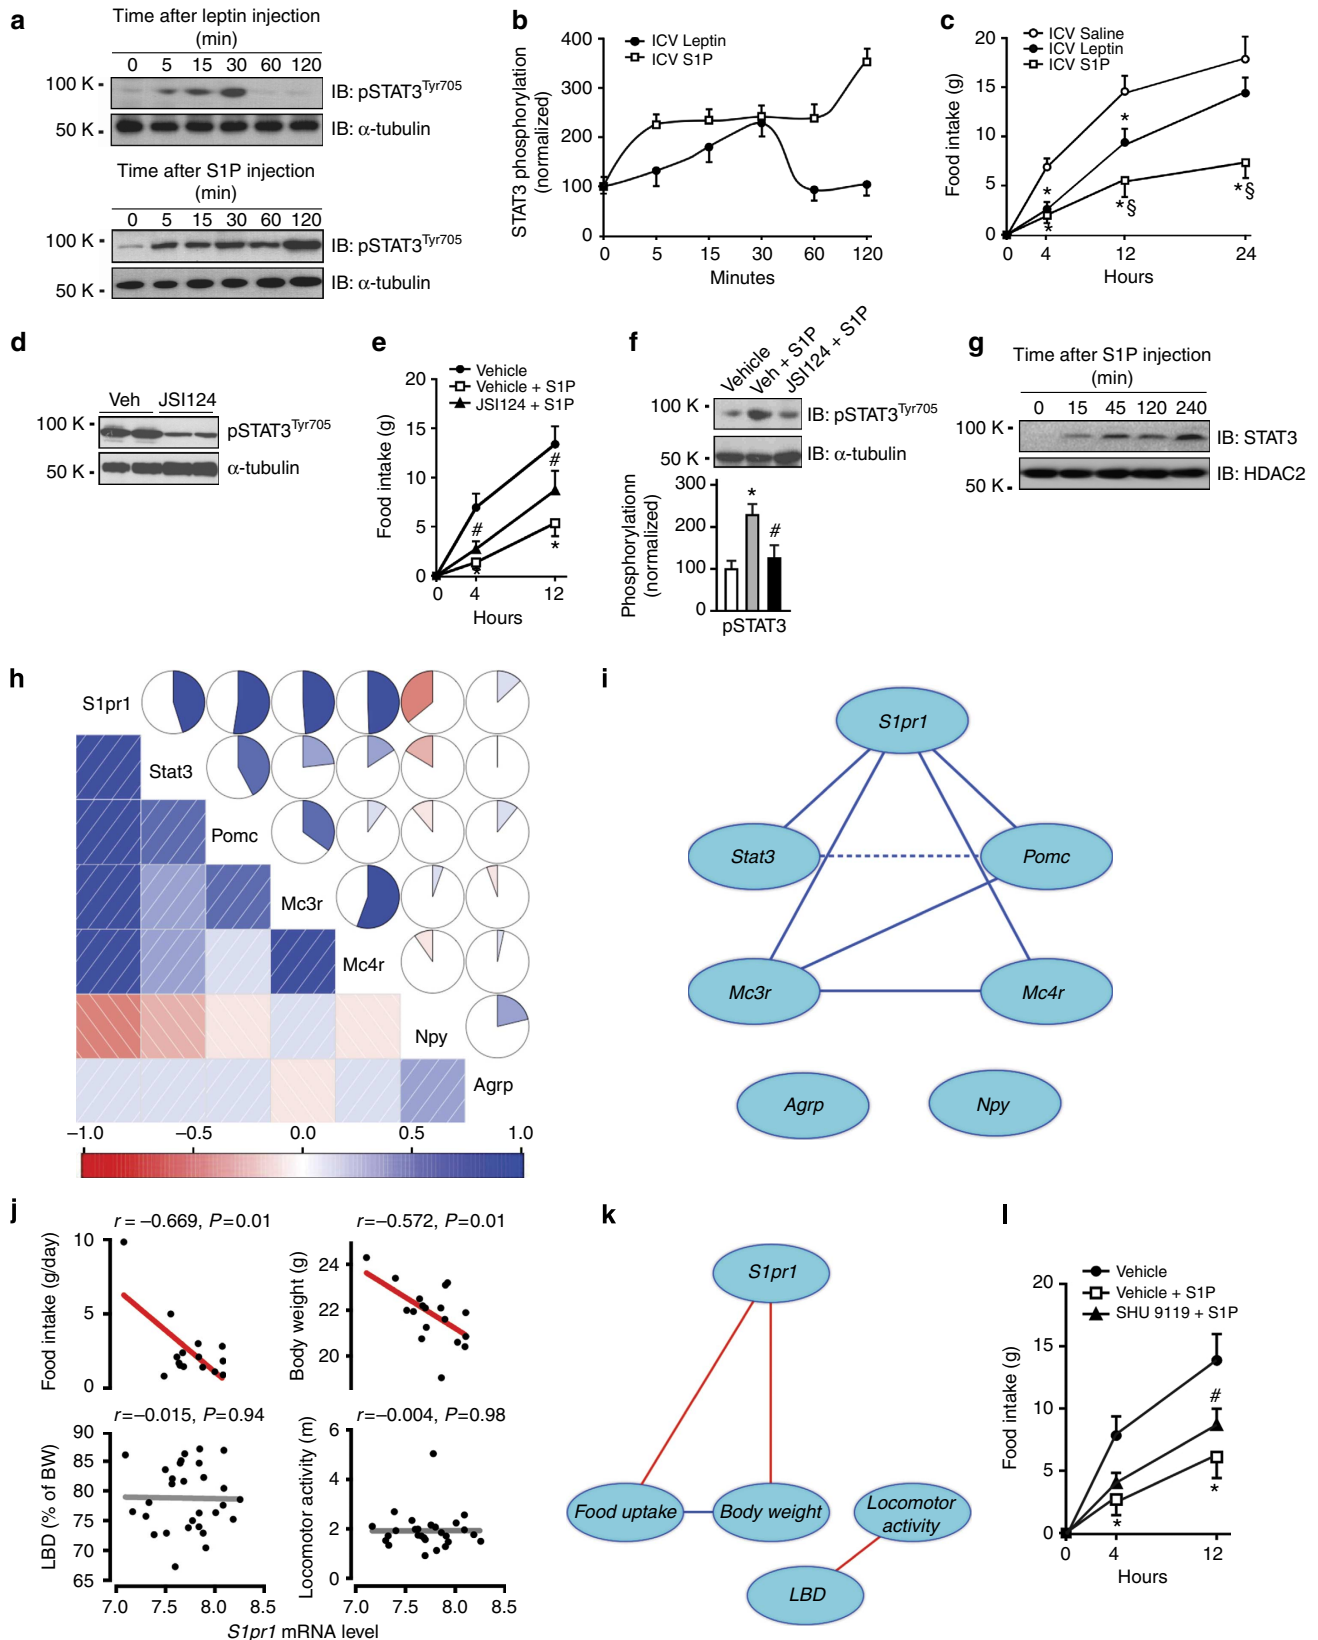 a
Time after leptin injection
(min)
0 5 15 30 60 120
100 K
IB: pSTAT3Tyr705
50 K
IB: α-tubulin
Time after S1P injection
(min)
0 5 15 30 60 120
100 K
IB: pSTAT3Tyr705
50 K
IB: α-tubulin
b
ICV Leptin
ICV S1P
STAT3 phosphorylation
(normalized)
400
300
200
100
0
0 5 15 30 60 120
Minutes
c
ICV Saline
ICV Leptin
ICV S1P
Food intake (g)
20
15
10
5
0
*
*
*
*§
*§
0 4 12 24
Hours
d
Veh JSI124
100 K
pSTAT3Tyr705
50 K
α-tubulin
e
Vehicle
Vehicle + S1P
JSI124 + S1P
Food intake (g)
20
15
10
5
0
#
*
#
*
0 4 12
Hours
f
Vehicle
Veh + S1P
JSI124 + S1P
100 K
IB: pSTAT3Tyr705
50 K
IB: α-tubulin
Phosphorylationn
(normalized)
300
200
100
0
*
#
pSTAT3
g
Time after S1P injection
(min)
0 15 45 120 240
100 K
IB: STAT3
IB: HDAC2
50 K
h
S1pr1
Stat3
Pomc
Mc3r
Mc4r
Npy
Agrp
–1.0 –0.5 0.0 0.5 1.0
i
S1pr1
Stat3
Pomc
Mc3r
Mc4r
Agrp
Npy
j
r = –0.669, P=0.01
Food intake (g/day)
10
5
0
r=–0.572, P=0.01
Body weight (g)
24
22
20
r=–0.015, P=0.94
LBD (% of BW)
90
85
80
75
70
65
7.0 7.5 8.0 8.5
r=–0.004, P=0.98
Locomotor activity (m)
6
4
2
0
7.0 7.5 8.0 8.5
S1pr1 mRNA level
k
S1pr1
Food uptake
Body weight
Locomotor
activity
LBD
l
Vehicle
Vehicle + S1P
SHU 9119 + S1P
Food intake (g)
20
15
10
5
0
*
#
*
0 4 12
Hours